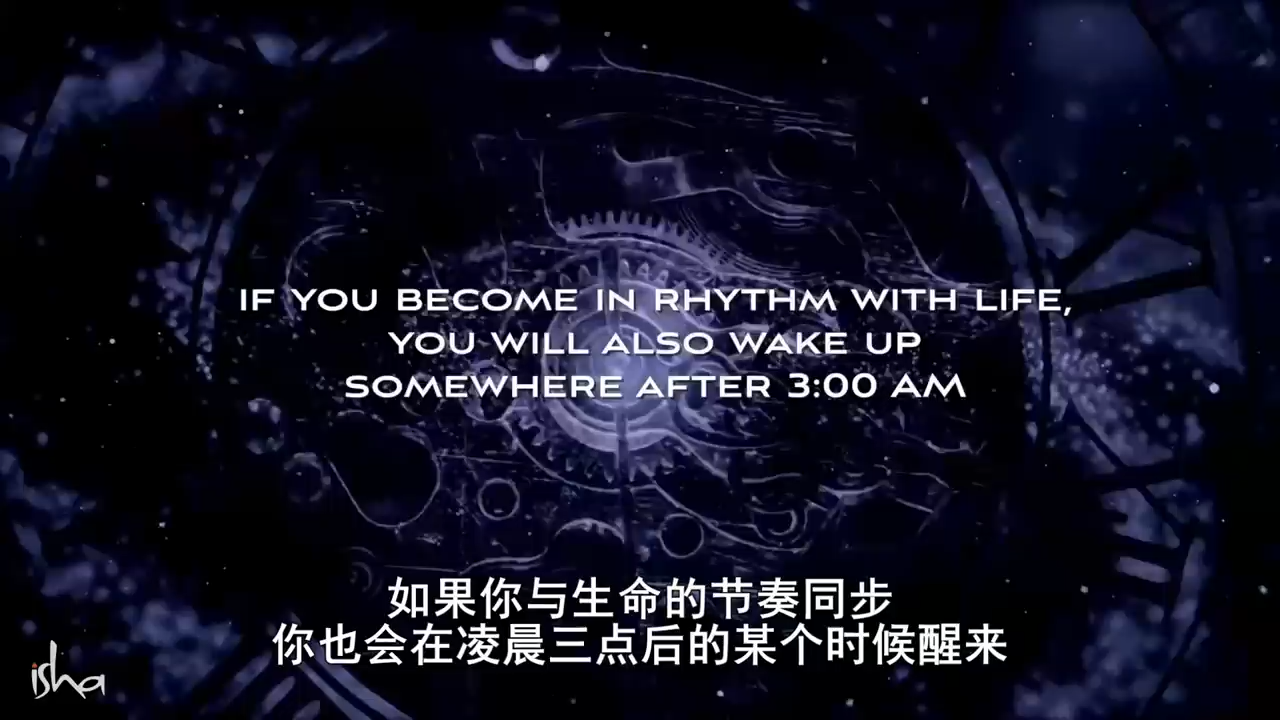 IF YOU BECOME IN RHYTHM WITH LIFE,
YOU WILL ALSO WAKE UP
SOMEWHERE AFTER 3:00 AM
如果你与生命的节奏同步
你也会在凌晨三点后的某个时候醒来
isha